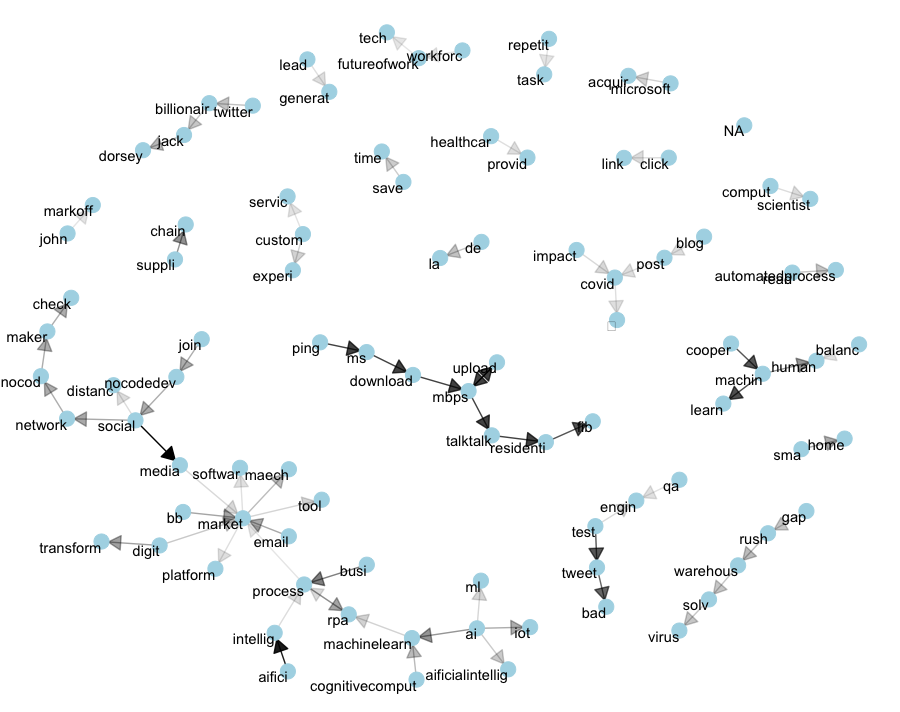 tech
workforc
futureofwork
repetit
lead
task
acquir
microsoft
generat
billionair
twitter
NA
jack
dorsey
healthcar
time
provid
link
click
save
comput
scientist
servic
markoff
john
chain
custom
suppli
experi
de
la
blog
impact
post
covid
automatedprocess
read
check
maker
join
ping
ms
cooper
balanc
human
upload
download
machin
nocod
nocodedev
distanc
mbps
learn
network
social
talktalk
residenti
fib
home
sma
media
softwar
maech
tool
qa
engin
bb
market
gap
email
test
rush
transform
digit
platform
busi
tweet
warehous
process
ml
solv
bad
rpa
ai
iot
virus
intellig
machinelearn
aifici
aificialintellig
cognitivecomput